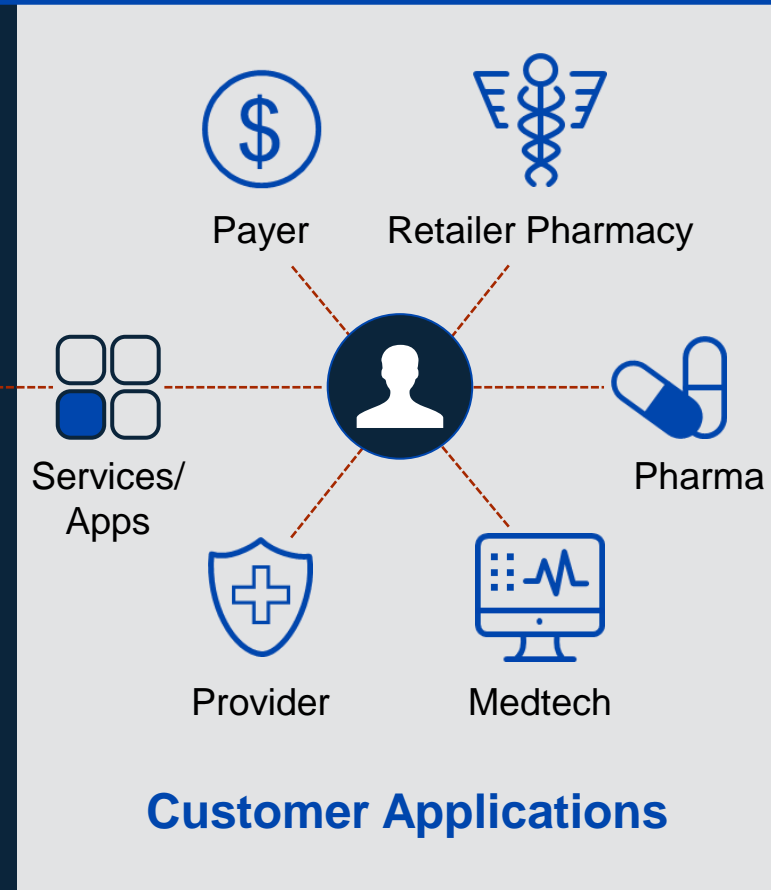 $
Payer
Retailer Pharmacy
Services/
Apps
Pharma
Provider
Medtech
Customer Applications